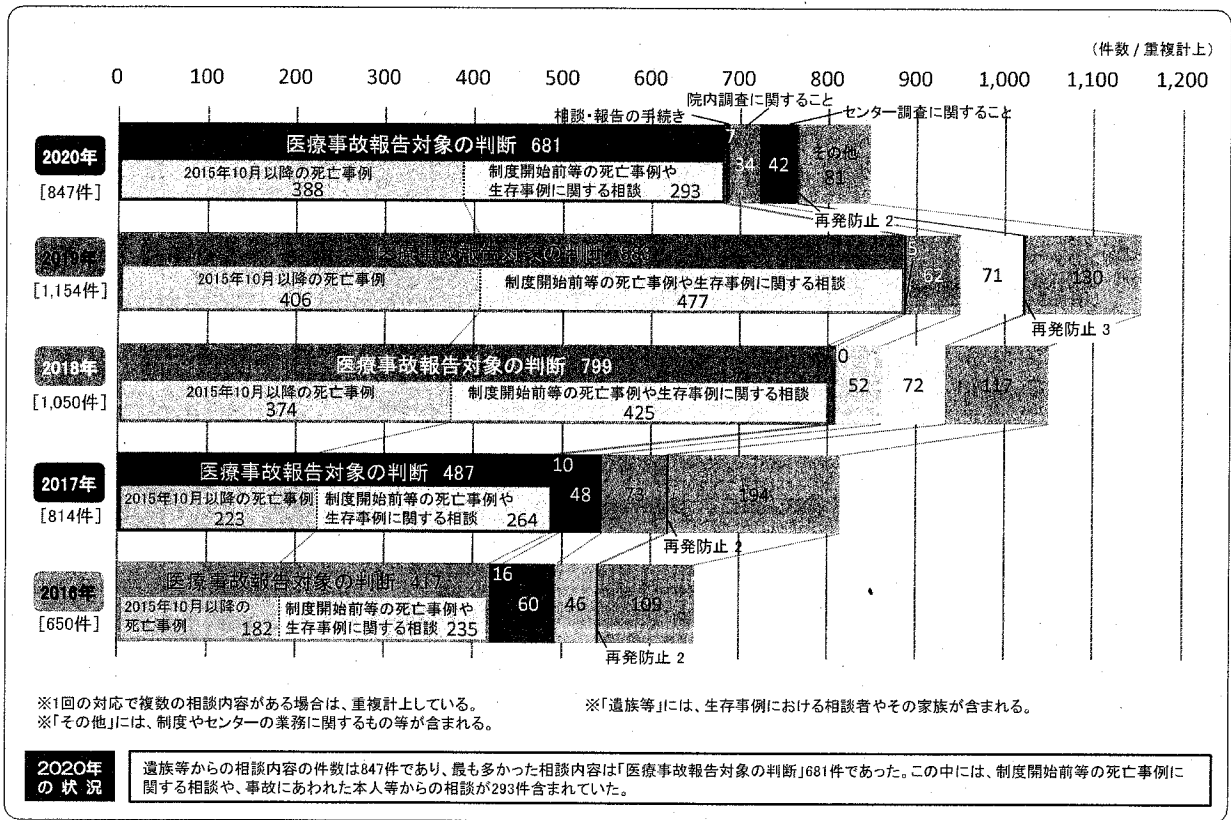 (件数 / 重複計上)
0 100 200 300 400 500 600 700 800 900 1,000 1,100 1,200
院内調査に関すること
相談・報告の手続き
センター調査に関すること
2020年
[847件]
医療事故報告対象の判断 681
2015年10月以降の死亡事例
388
制度開始前等の死亡事例や
生存事例に関する相談 293
7
34
42
その他
81
再発防止 2
2019年
[1,154件]
医療事故報告対象の判断 883
2015年10月以降の死亡事例
406
制度開始前等の死亡事例や生存事例に関する相談
477
5
62
71
130
再発防止 3
2018年
[1,050件]
医療事故報告対象の判断 799
2015年10月以降の死亡事例
374
制度開始前等の死亡事例や生存事例に関する相談
425
10
52
72
117
2017年
[814件]
医療事故報告対象の判断 487
2015年10月以降の死亡事例
223
制度開始前等の死亡事例や
生存事例に関する相談 264
10
48
73
194
再発防止 2
2016年
[650件]
医療事故報告対象の判断 417
2015年10月以降の
死亡事例 182
制度開始前等の死亡事例や
生存事例に関する相談 235
16
60
46
109
再発防止 2
※1回の対応で複数の相談内容がある場合は、重複計上している。
※「遺族等」には、生存事例における相談者やその家族が含まれる。
※「その他」には、制度やセンターの業務に関するもの等が含まれる。
2020年
の状況
遺族等からの相談内容の件数は847件であり、最も多かった相談内容は「医療事故報告対象の判断」681件であった。この中には、制度開始前等の死亡事例に
関する相談や、事故にあわれた本人等からの相談が293件含まれていた。